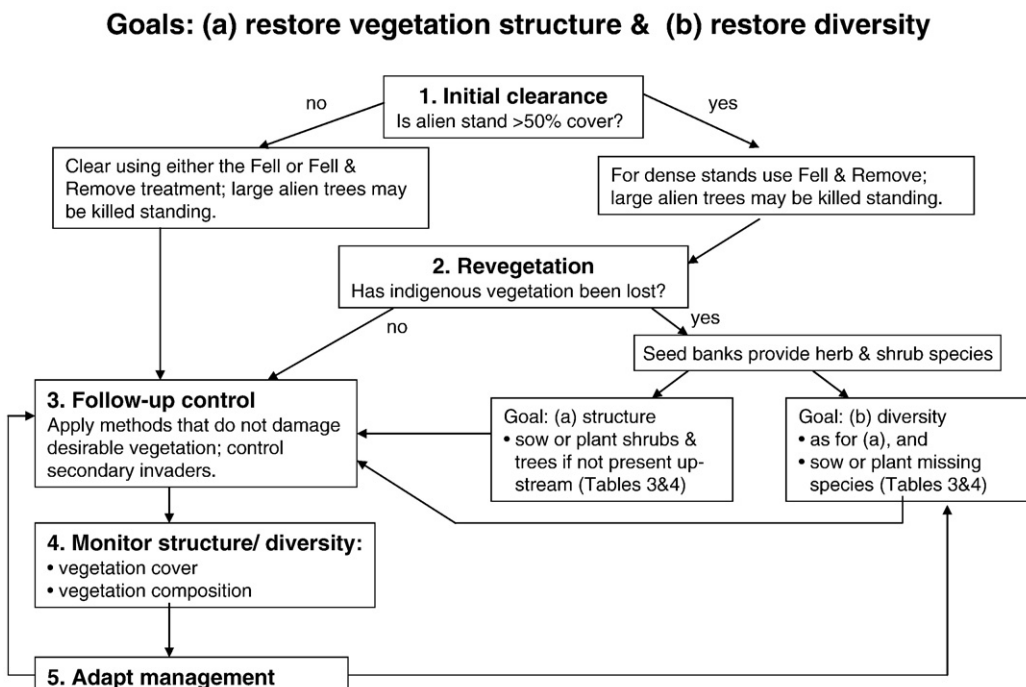 Goals: (a) restore vegetation structure & (b) restore diversity
1. Initial clearance
Is alien stand >50% cover?
no
yes
Clear using either the Fell or Fell &
Remove treatment; large alien trees may
be killed standing.
For dense stands use Fell & Remove;
large alien trees may be killed standing.
2. Revegetation
Has indigenous vegetation been lost?
no
yes
Seed banks provide herb & shrub species
3. Follow-up control
Apply methods that do not damage
desirable vegetation; control
secondary invaders.
Goal: (a) structure
• sow or plant shrubs &
trees if not present up-
stream (Tables 3&4)
Goal: (b) diversity
• as for (a), and
• sow or plant missing
species (Tables 3&4)
4. Monitor structure/ diversity:
• vegetation cover
• vegetation composition
5. Adapt management